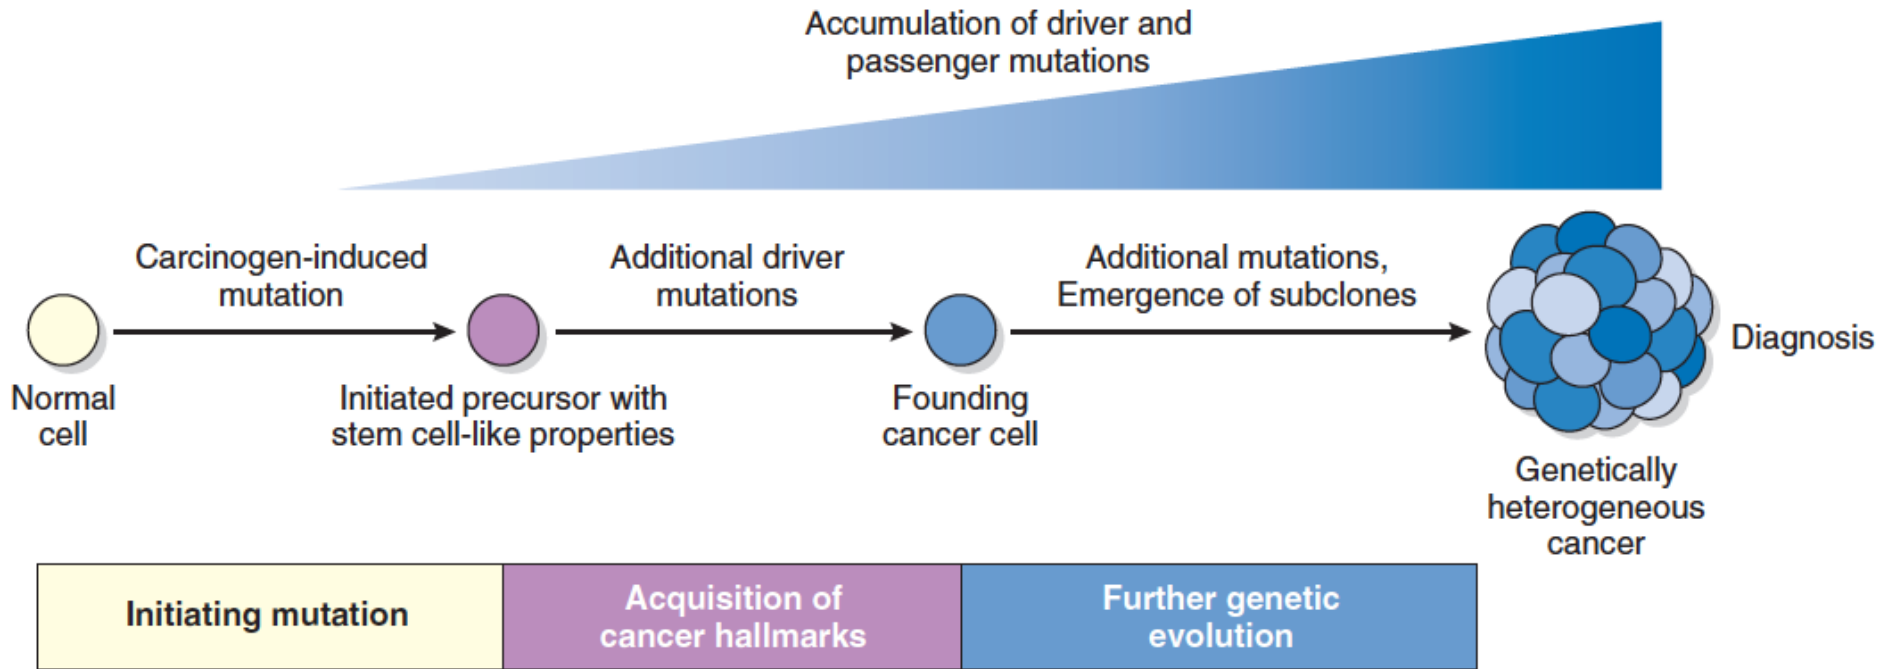 Accumulation of driver and
passenger mutations
Carcinogen-induced
mutation
Additional driver
mutations
Additional mutations,
Emergence of subclones
Normal
cell
Initiated precursor with
stem cell-like properties
Founding
cancer cell
Diagnosis
Genetically
heterogeneous
cancer
Initiating mutation
Acquisition of
cancer hallmarks
Further genetic
evolution